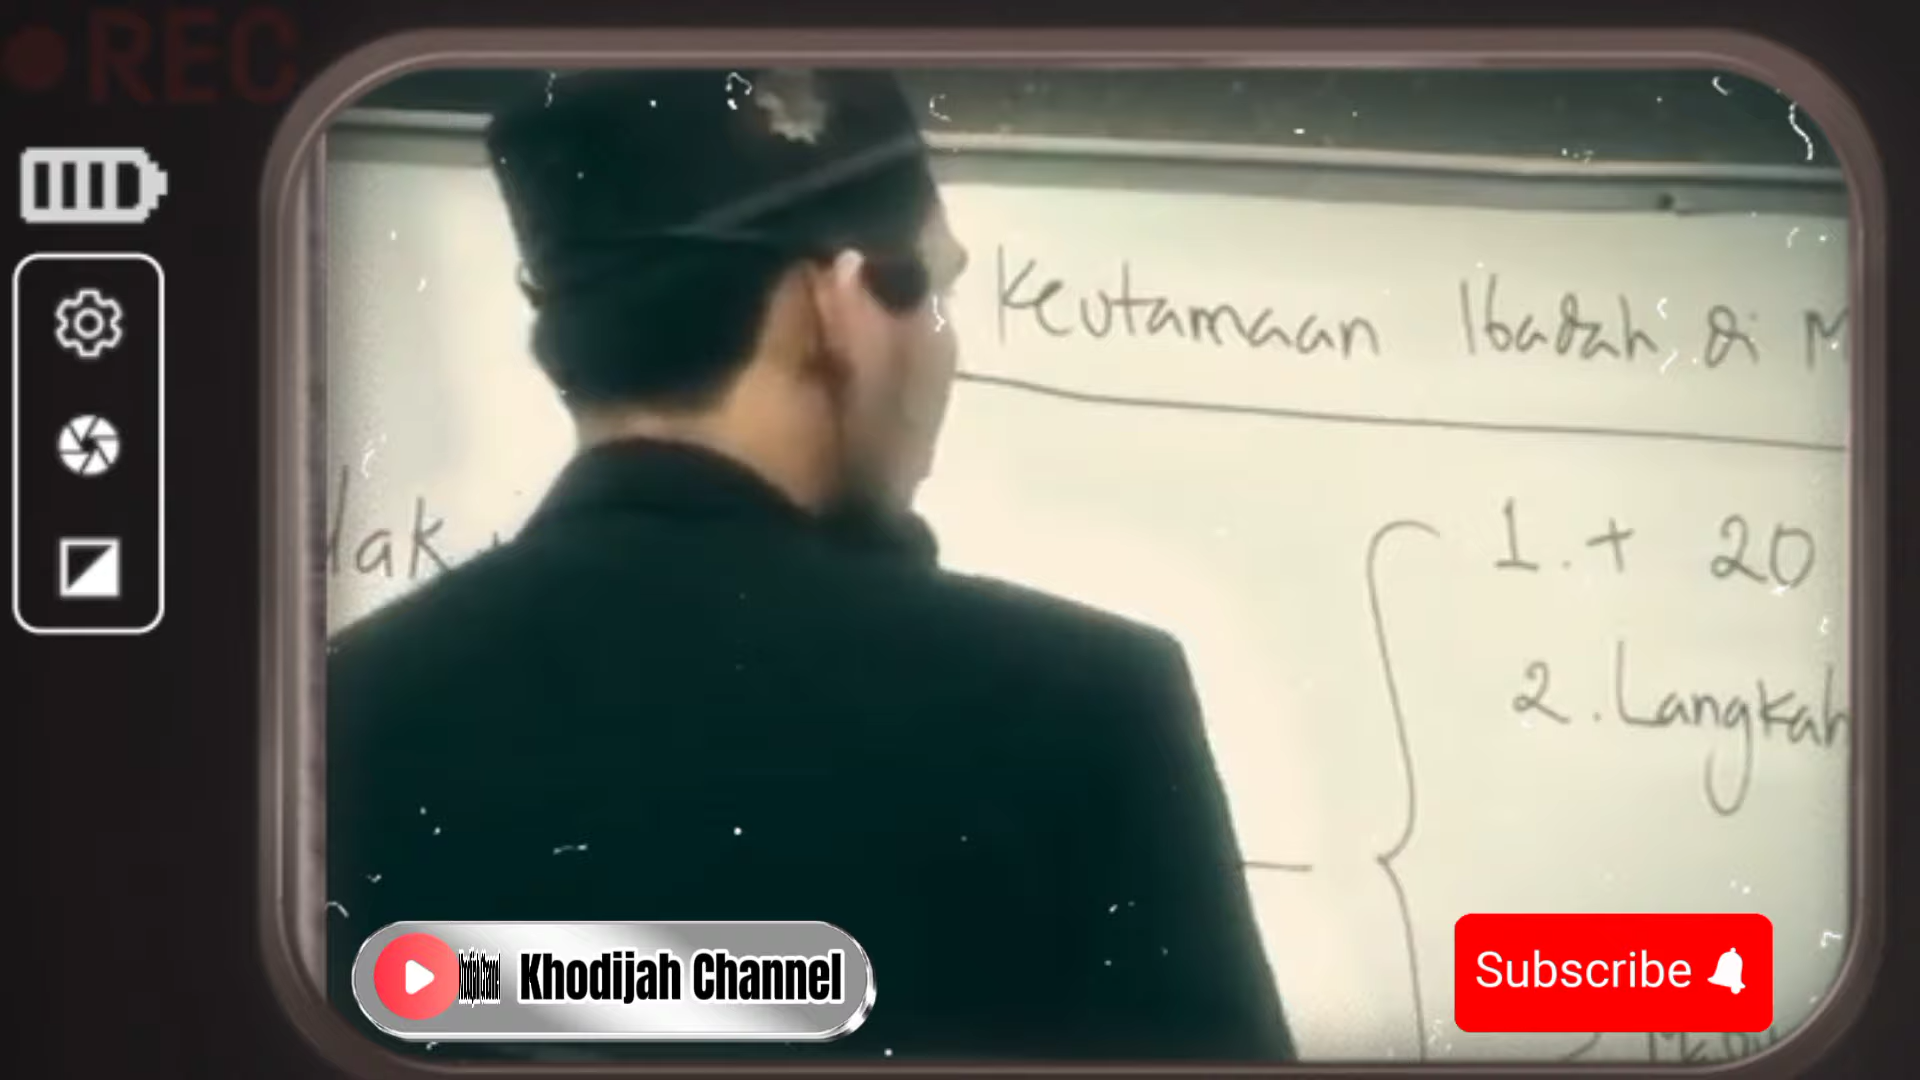 REC
Keutamaan Ibadah di M
lak
1. + 20
2. Langkah
Khodijah Channel
Subscribe